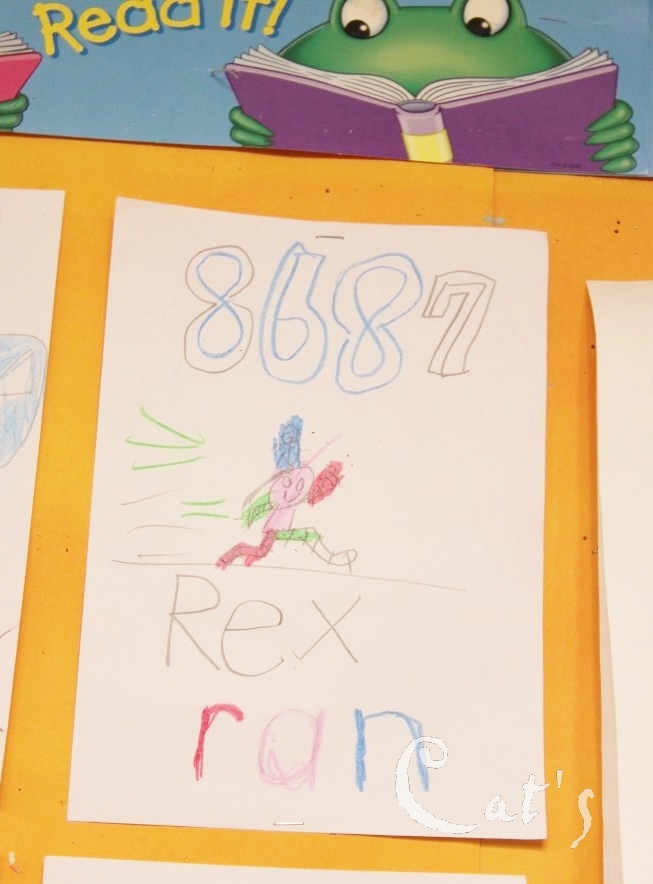 Read it!
8687
Rex
ran
Cat's